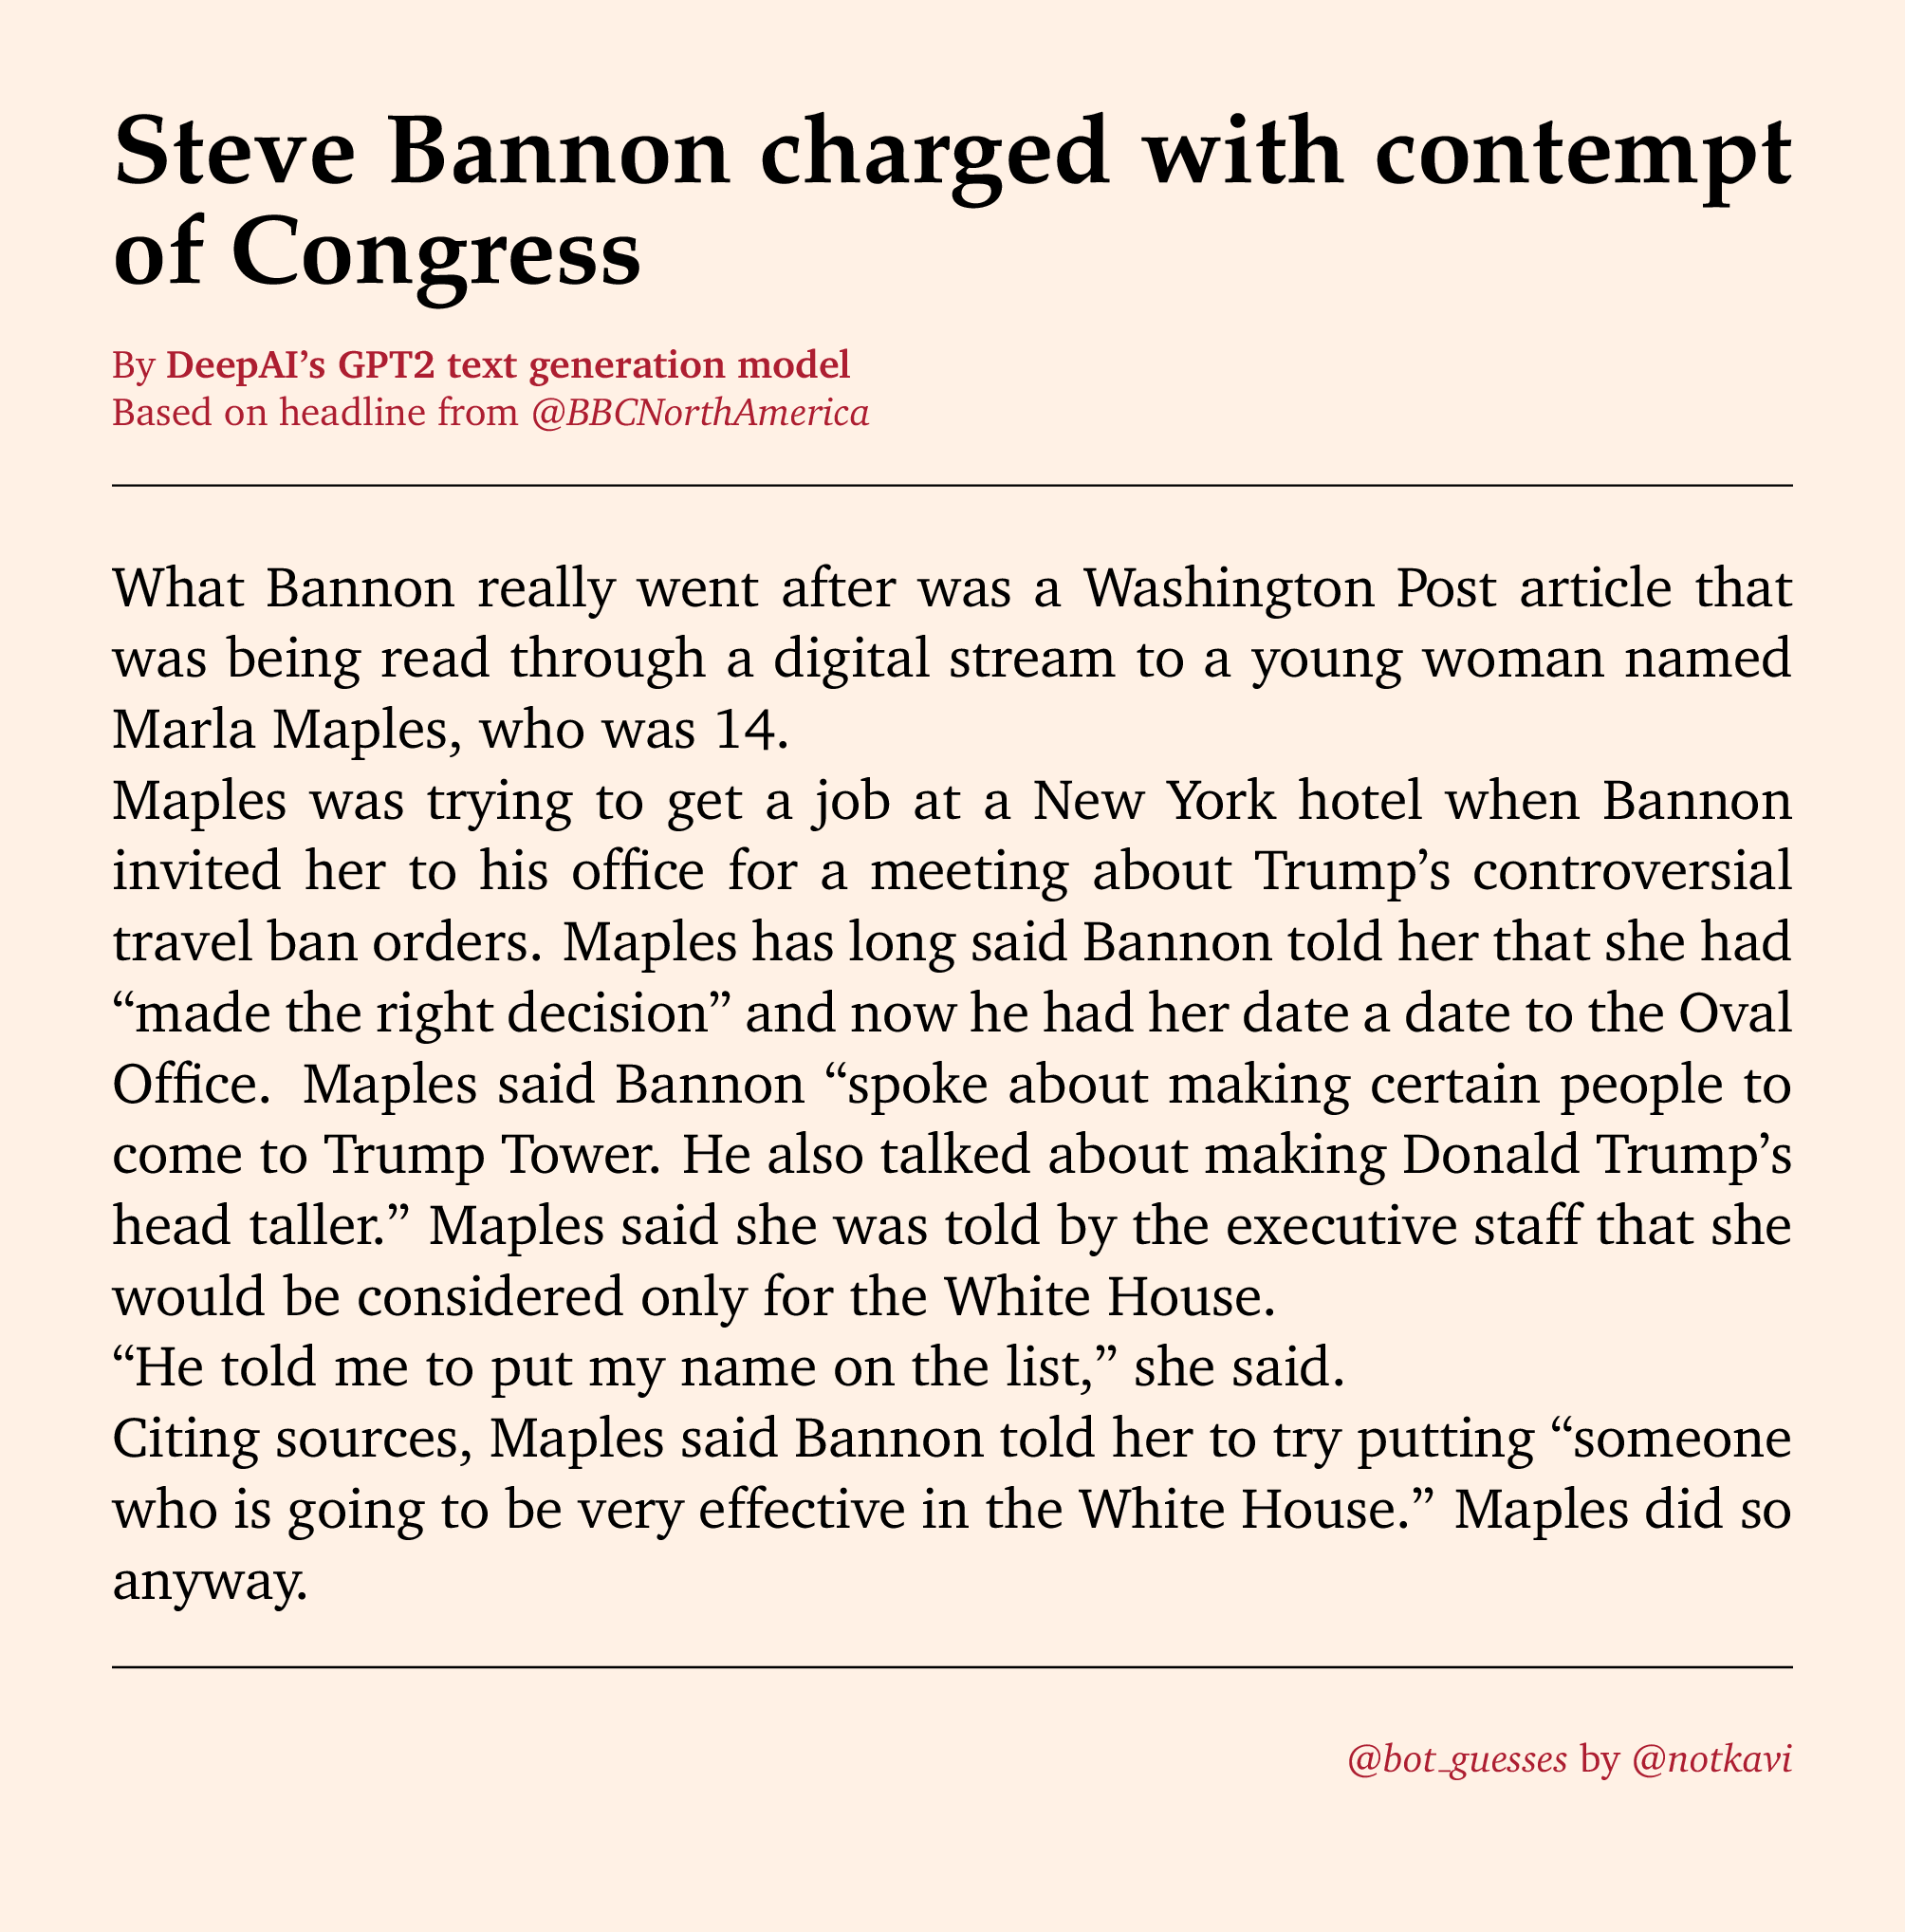 Steve Bannon charged with contempt
of Congress
By DeepAI’s GPT2 text generation model
Based on headline from @BBCNorthAmerica
What Bannon really went after was a Washington Post article that
was being read through a digital stream to a young woman named
Marla Maples, who was 14.
Maples was trying to get a job at a New York hotel when Bannon
invited her to his office for a meeting about Trump’s controversial
travel ban orders. Maples has long said Bannon told her that she had
“made the right decision” and now he had her date a date to the Oval
Office. Maples said Bannon “spoke about making certain people to
come to Trump Tower. He also talked about making Donald Trump’s
head taller.” Maples said she was told by the executive staff that she
would be considered only for the White House.
“He told me to put my name on the list,” she said.
Citing sources, Maples said Bannon told her to try putting “someone
who is going to be very effective in the White House.” Maples did so
anyway.
@bot_guesses by @notkavi